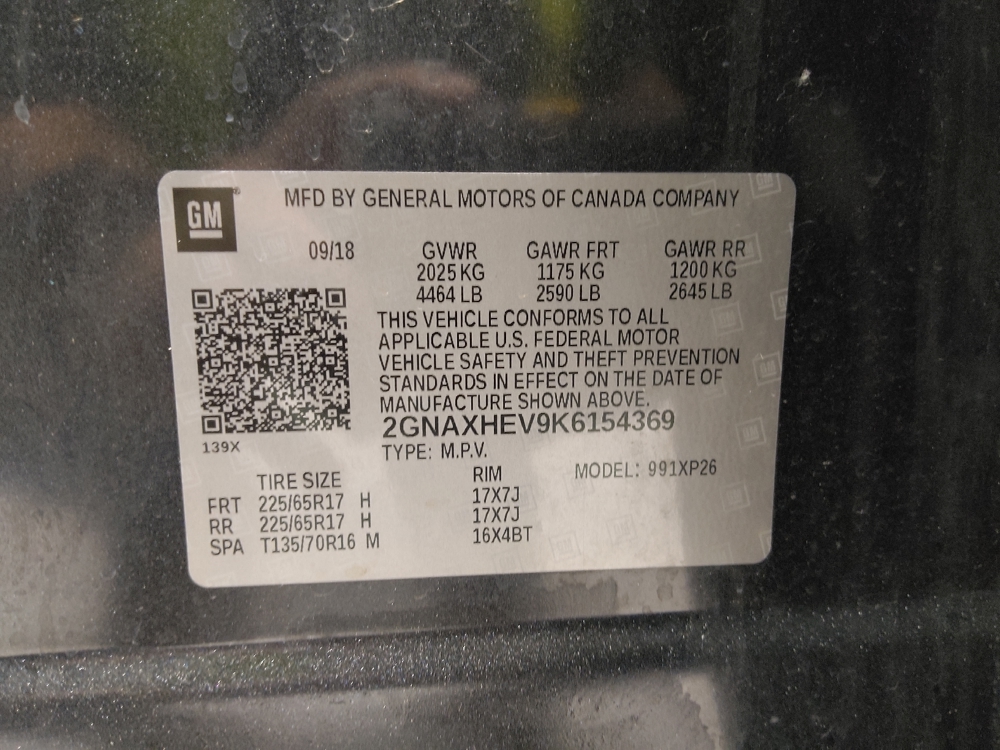 GM
MFD BY GENERAL MOTORS OF CANADA COMPANY
09/18 GVWR GAWR FRT GAWR RR
2025 KG 1175 KG 1200 KG
4464 LB 2590 LB 2645 LB
THIS VEHICLE CONFORMS TO ALL
APPLICABLE U.S. FEDERAL MOTOR
VEHICLE SAFETY AND THEFT PREVENTION
STANDARDS IN EFFECT ON THE DATE OF
MANUFACTURE SHOWN ABOVE.
2GNAXHEV9K6154369
139X
TYPE: M.P.V.
TIRE SIZE RIM MODEL: 991XP26
FRT 225/65R17 H 17X7J
RR 225/65R17 H 17X7J
SPA T135/70R16 M 16X4BT